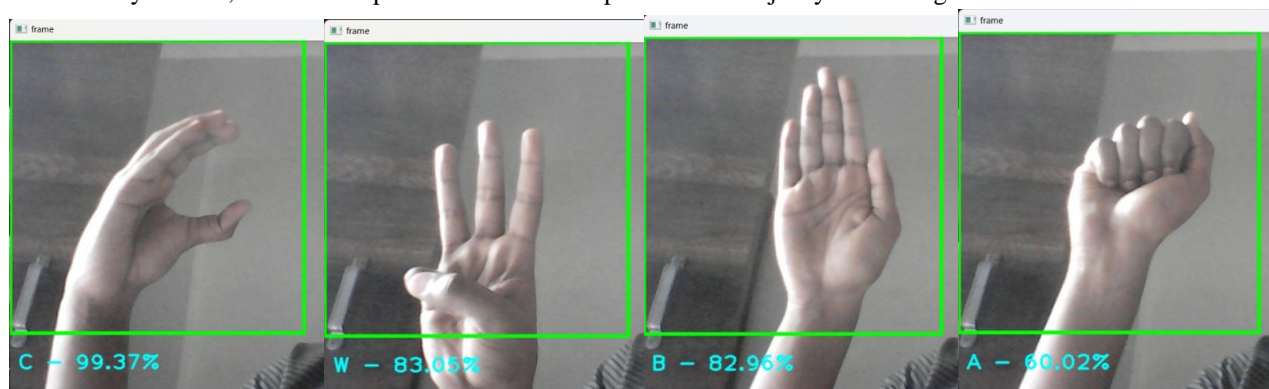 frame
C - 99.37%
frame
W - 83.05%
frame
B - 82.96%
frame
A - 60.02%